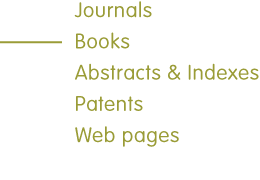 Journals
Books
Abstracts & Indexes
Patents
Web pages